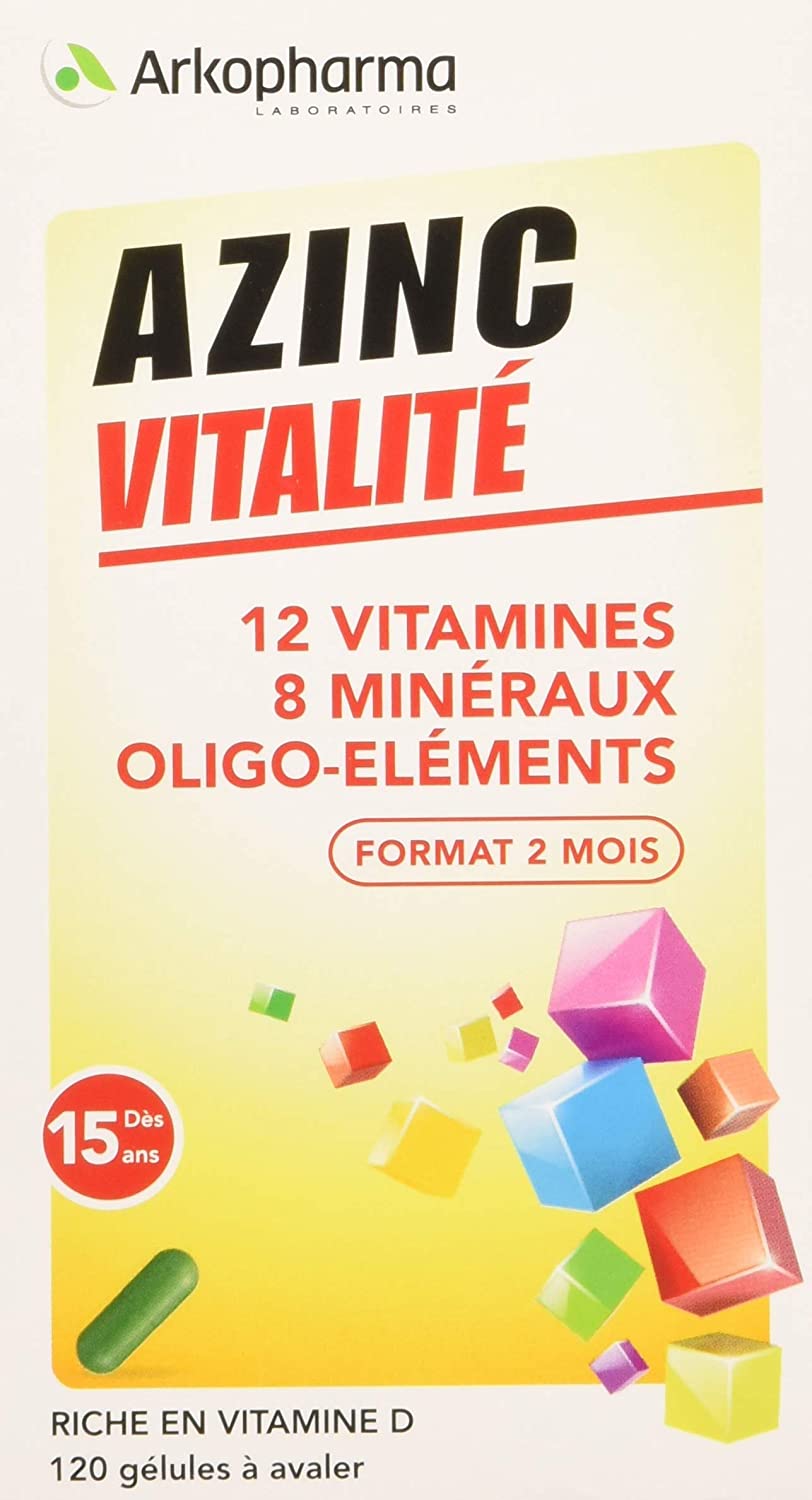 Arkopharma
LABORATOIRES
AZINC
VITALITÉ
12 VITAMINES
8 MINÉRAUX
OLIGO-ELÉMENTS
FORMAT 2 MOIS
15 Dès
ans
RICHE EN VITAMINE D
120 gélules à avaler